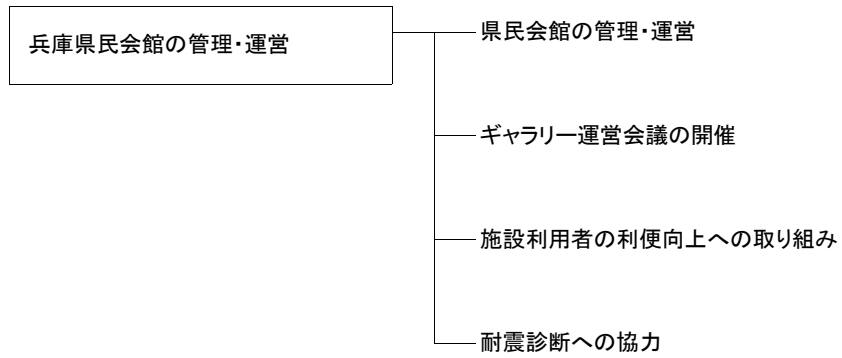 兵庫県民会館の管理・運営
県民会館の管理・運営
ギャラリー運営会議の開催
施設利用者の利便向上への取り組み
耐震診断への協力